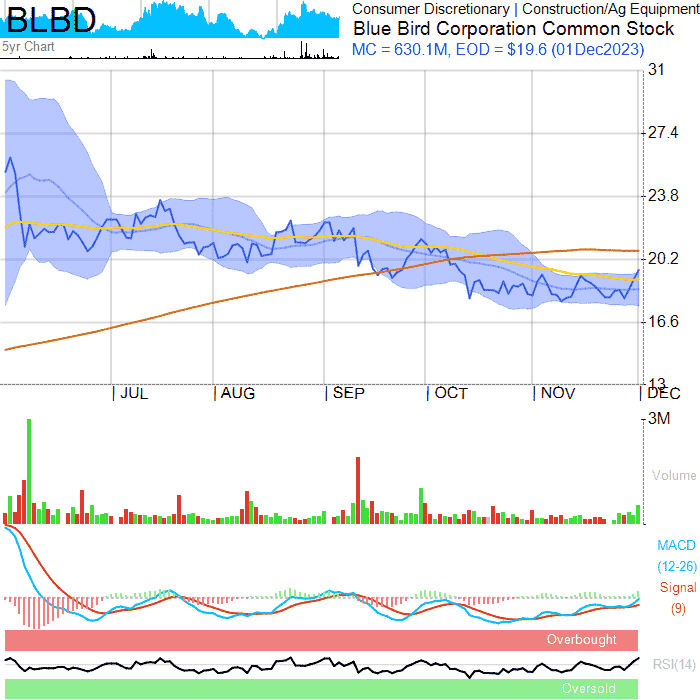 BLBD
5yr Chart
Consumer Discretionary | Construction/Ag Equipment
Blue Bird Corporation Common Stock
MC = 630.1M, EOD = $19.6 (01Dec2023)
31
27.4
23.8
20.2
16.6
13
JUL
AUG
SEP
OCT
NOV
DEC
3M
Volume
MACD
(12-26)
Signal
(9)
Overbought
RSI(14)
Oversold